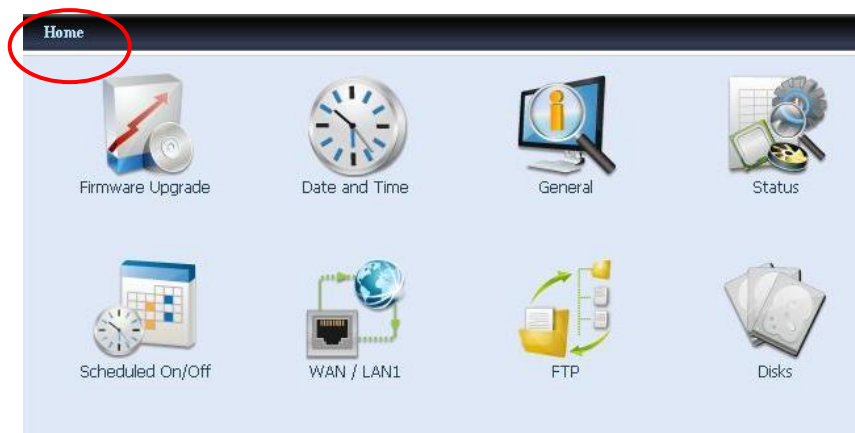 Home
Firmware Upgrade
Date and Time
General
Status
Scheduled On/Off
WAN / LAN1
FTP
Disks